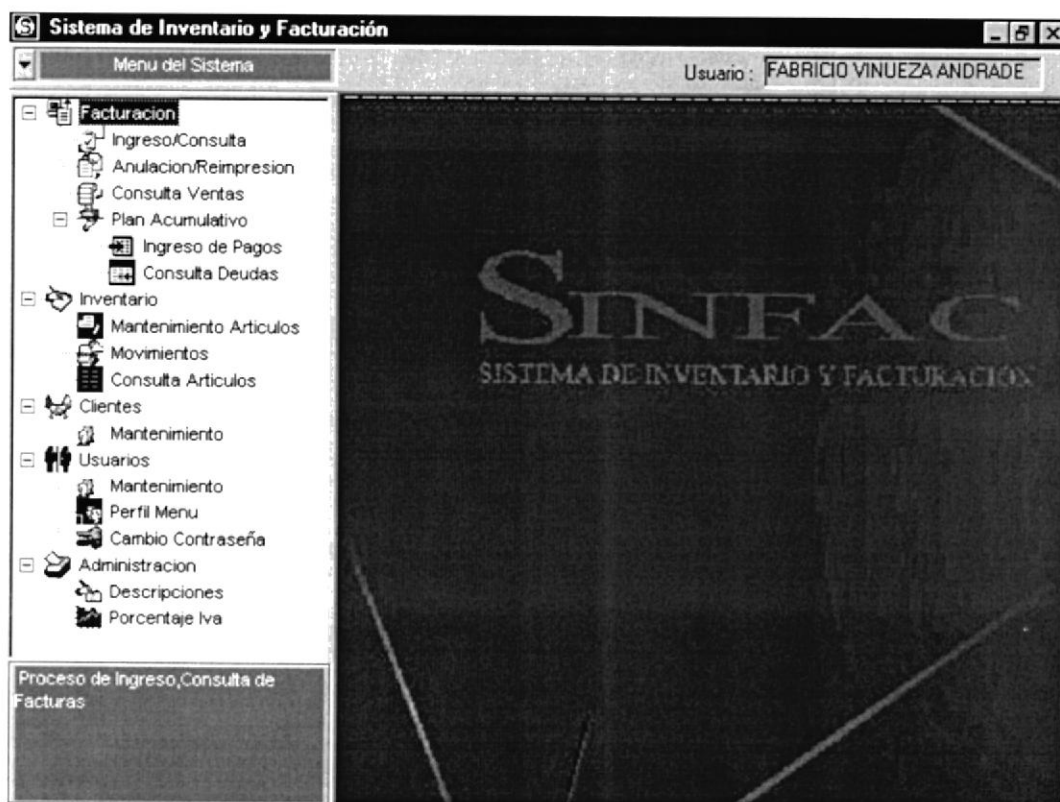 Sistema de Inventario y Facturación
Menu del Sistema
Usuario : FABRICIO VINUEZA ANDRADE
Facturacion
Ingreso/Consulta
Anulacion/Reimpresion
Consulta Ventas
Plan Acumulativo
Ingreso de Pagos
Consulta Deudas
Inventario
Mantenimiento Articulos
Movimientos
Consulta Articulos
Clientes
Mantenimiento
Usuarios
Mantenimiento
Perfil Menu
Cambio Contraseña
Administracion
Descripciones
Porcentaje Iva
Proceso de Ingreso,Consulta de
Facturas
SINFAC
SISTEMA DE INVENTARIO Y FACTURACION